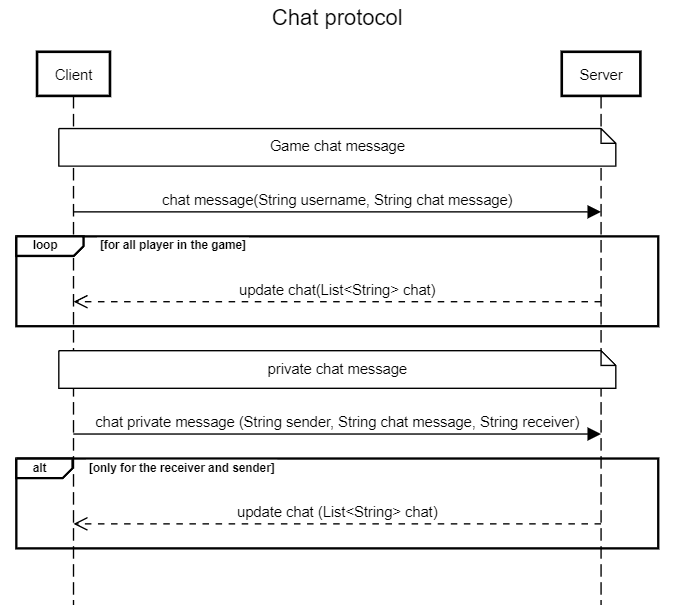 Chat protocol
Client
Server
Game chat message
chat message(String username, String chat message)
loop
[for all player in the game]
update chat(List<String> chat)
private chat message
chat private message (String sender, String chat message, String receiver)
alt
[only for the receiver and sender]
update chat (List<String> chat)